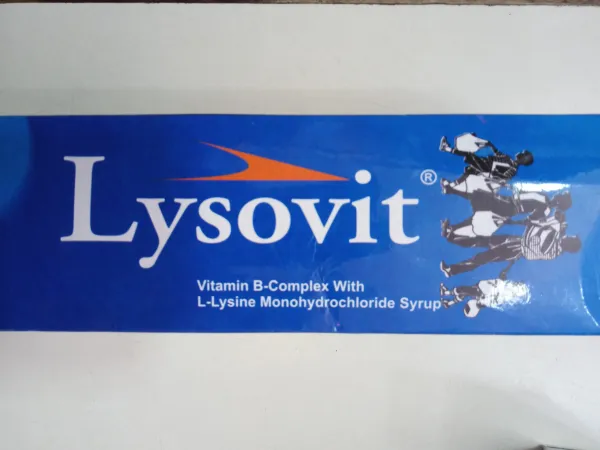 Lysovit®
Vitamin B-Complex With
L-Lysine Monohydrochloride Syrup